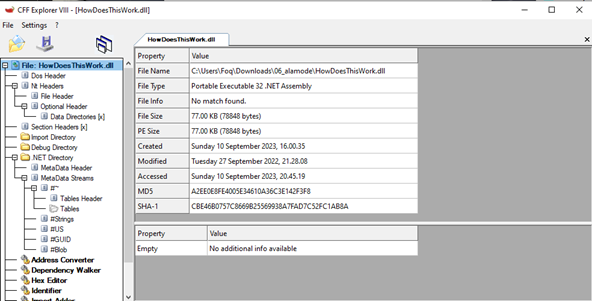 CFF Explorer VIII - [HowDoesThisWork.dll]
File Settings ?
HowDoesThisWork.dll
File: HowDoesThisWork.dll
Dos Header
Nt Headers
File Header
Optional Header
Data Directories [x]
Section Headers [x]
Import Directory
Debug Directory
.NET Directory
MetaData Header
MetaData Streams
#~
Tables Header
Tables
#Strings
#US
#GUID
#Blob
Address Converter
Dependency Walker
Hex Editor
Identifier
Import Adder
Property Value
File Name C:\Users\Foq\Downloads\06_alamode\HowDoesThisWork.dll
File Type Portable Executable 32 .NET Assembly
File Info No match found.
File Size 77.00 KB (78848 bytes)
PE Size 77.00 KB (78848 bytes)
Created Sunday 10 September 2023, 16.00.35
Modified Tuesday 27 September 2022, 21.28.08
Accessed Sunday 10 September 2023, 20.45.19
MD5 A2EE0E8FE4005E34610A36C3E142F3F8
SHA-1 CBE46B0757C8669B25569938A7FAD7C52FC1AB8A
Property Value
Empty No additional info available